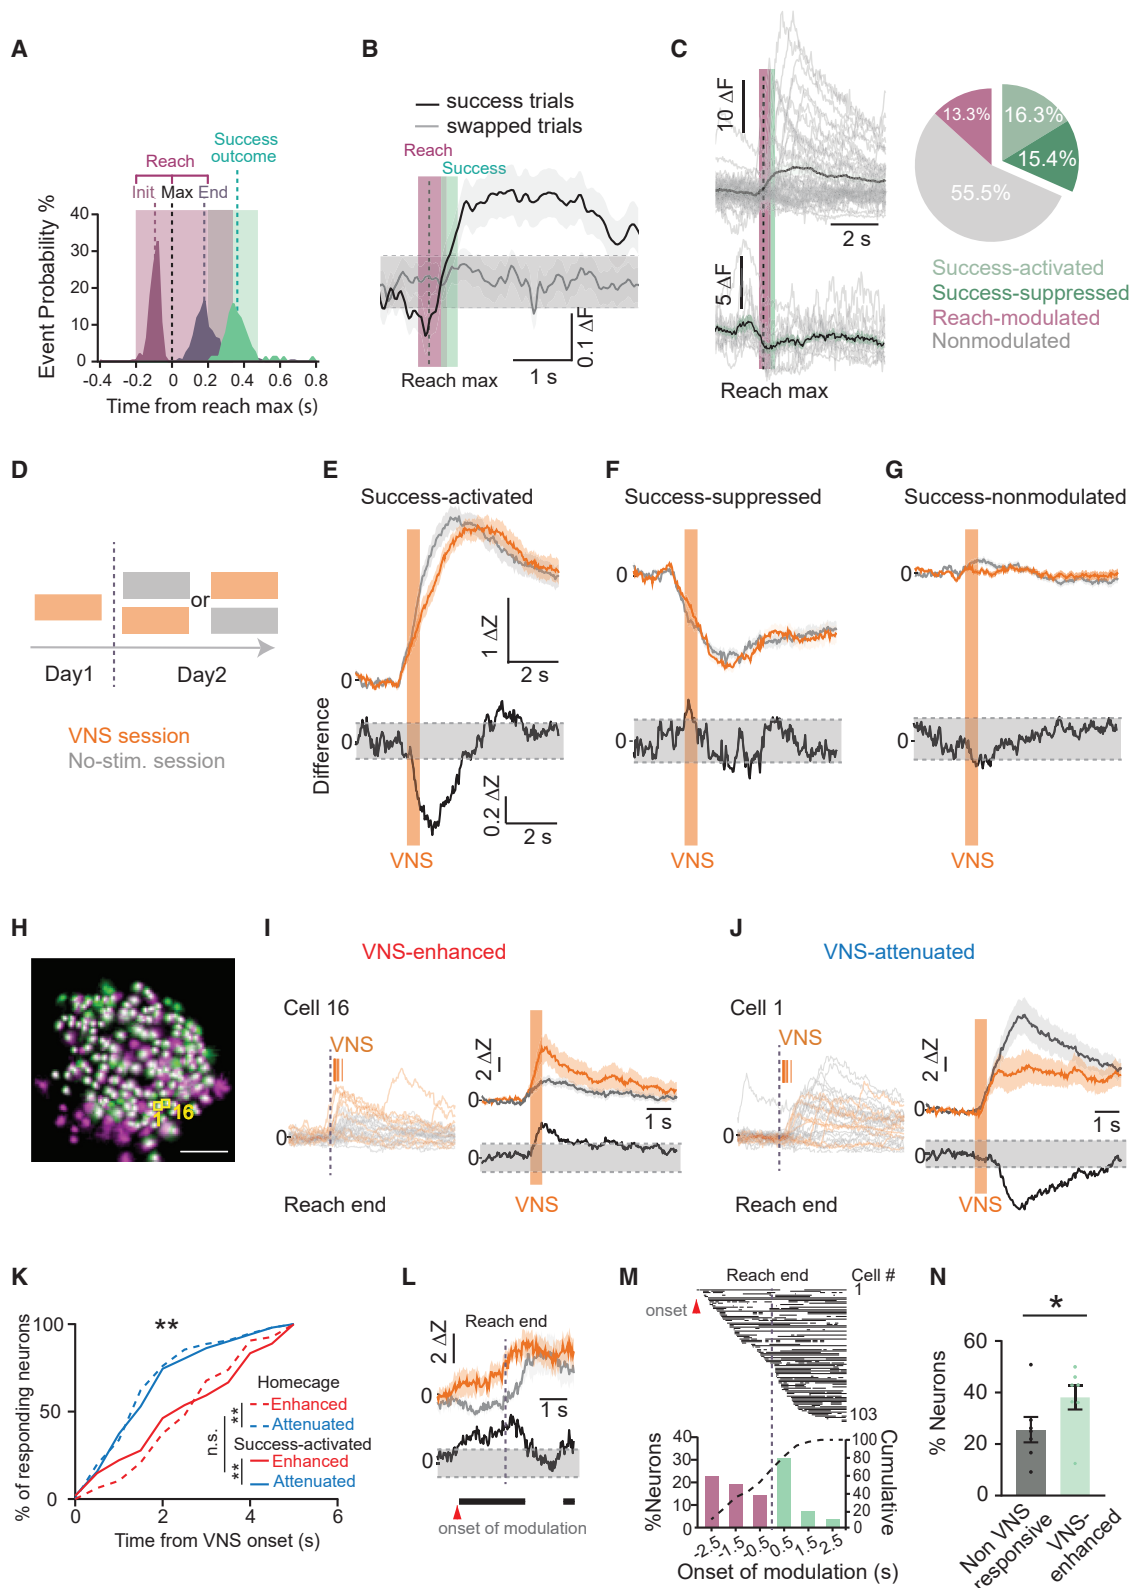 A
Success
outcome
Reach
Init Max End
Event Probability %
40
30
20
10
0
-0.4 -0.2 0 0.2 0.4 0.6 0.8
Time from reach max (s)
B
success trials
swapped trials
Reach
Success
0.1 ΔF
1 s
Reach max
C
10 ΔF
2 s
5 ΔF
Reach max
13.3%
16.3%
15.4%
55.5%
Success-activated
Success-suppressed
Reach-modulated
Nonmodulated
D
or
Day1 Day2
VNS session
No-stim. session
E
Success-activated
0
1 ΔZ
2 s
Difference
0
0.2 ΔZ
2 s
VNS
F
Success-suppressed
0
0
VNS
G
Success-nonmodulated
0
0
VNS
H
1 16
I
VNS-enhanced
Cell 16
VNS
0
Reach end
2 ΔZ
0
1 s
0
VNS
J
VNS-attenuated
Cell 1
VNS
0
Reach end
2 ΔZ
0
1 s
0
VNS
K
% of responding neurons
100
50
0
**
Homecage
Enhanced
Attenuated
**
n.s.
Success-activated
Enhanced
Attenuated
**
0 2 4 6
Time from VNS onset (s)
L
Reach end
2 ΔZ
0
1 s
0
onset of modulation
M
Reach end
Cell #
1
onset
103
%Neurons
40
30
20
10
0
100
80
60
40
20
0
Cumulative
-2.5 -1.5 -0.5 0.5 1.5 2.5
Onset of modulation (s)
N
*
% Neurons
60
40
20
0
Non VNS
responsive
VNS-
enhanced